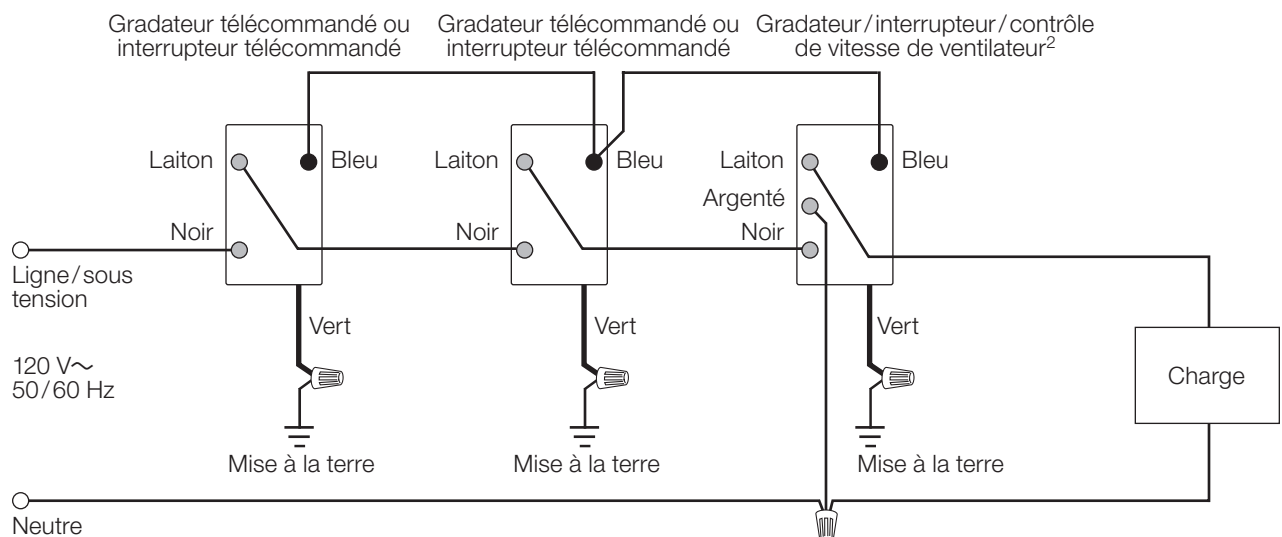 Gradateur télécommandé ou
interrupteur télécommandé
Gradateur télécommandé ou
interrupteur télécommandé
Gradateur/interrupteur/contrôle
de vitesse de ventilateur²
Laiton
Bleu
Laiton
Bleu
Laiton
Bleu
Argenté
Noir
Noir
Noir
Ligne/sous
tension
Vert
Vert
Vert
120 V~
50/60 Hz
Charge
Mise à la terre
Mise à la terre
Mise à la terre
Neutre